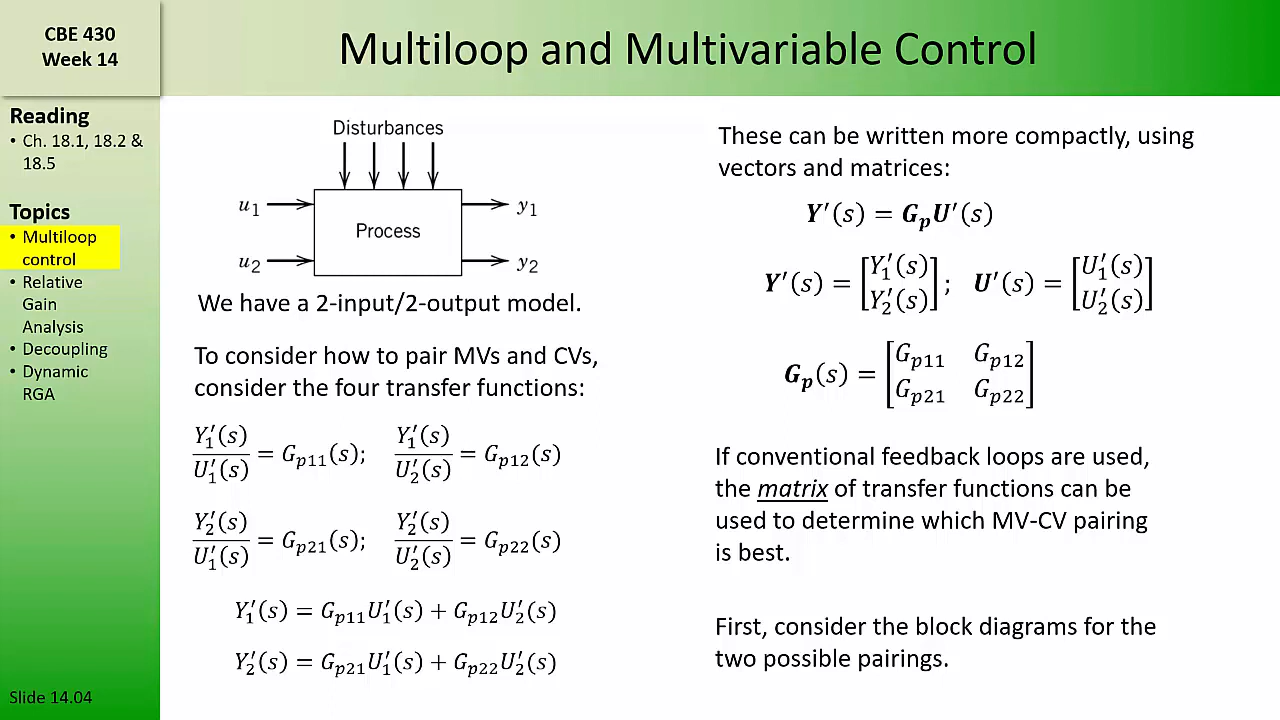 CBE 430
Week 14
Multiloop and Multivariable Control
Reading
• Ch. 18.1, 18.2 &
18.5
Topics
• Multiloop
control
• Relative
Gain
Analysis
• Decoupling
• Dynamic
RGA
Slide 14.04
Disturbances
u₁
y₁
Process
u₂
y₂
We have a 2-input/2-output model.
To consider how to pair MVs and CVs,
consider the four transfer functions:
Y₁′(s)/U₁′(s) = Gₚ₁₁(s); Y₁′(s)/U₂′(s) = Gₚ₁₂(s)
Y₂′(s)/U₁′(s) = Gₚ₂₁(s); Y₂′(s)/U₂′(s) = Gₚ₂₂(s)
Y₁′(s) = Gₚ₁₁U₁′(s) + Gₚ₁₂U₂′(s)
Y₂′(s) = Gₚ₂₁U₁′(s) + Gₚ₂₂U₂′(s)
These can be written more compactly, using
vectors and matrices:
Y′(s) = GₚU′(s)
Y′(s) = [Y₁′(s) Y₂′(s)]; U′(s) = [U₁′(s) U₂′(s)]
Gₚ(s) = [Gₚ₁₁ Gₚ₁₂ Gₚ₂₁ Gₚ₂₂]
If conventional feedback loops are used,
the matrix of transfer functions can be
used to determine which MV-CV pairing
is best.
First, consider the block diagrams for the
two possible pairings.